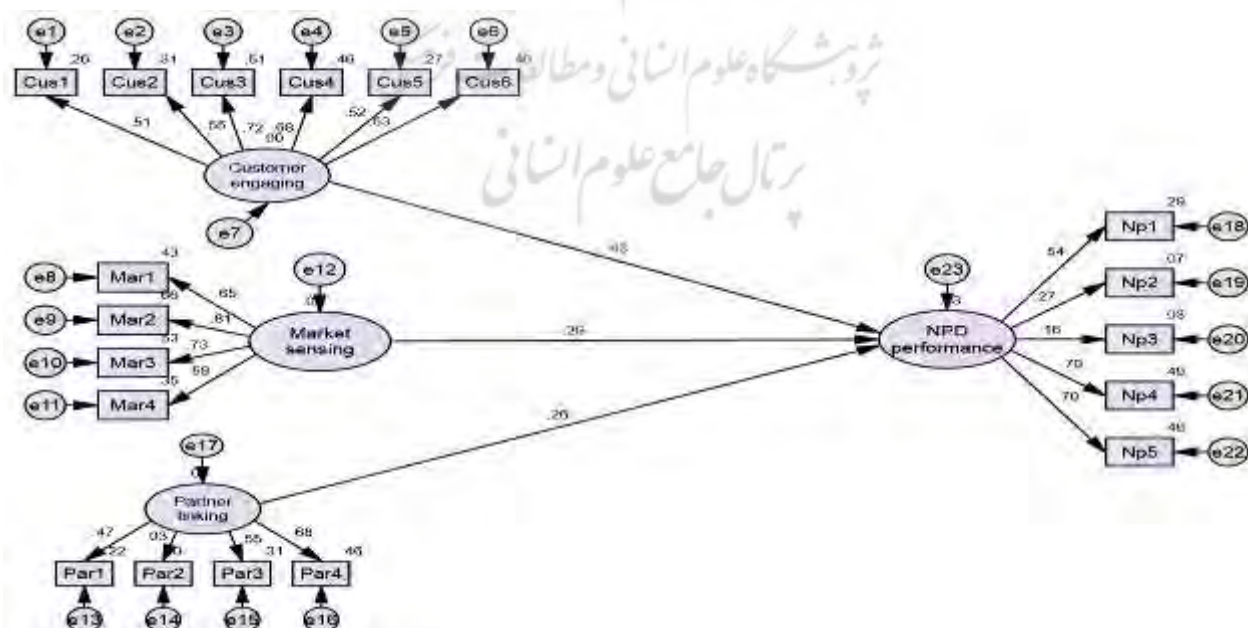 e1 e2 e3 e4 e5 e6
.26 .31 .51 .46 .27 .40
Cus1 Cus2 Cus3 Cus4 Cus5 Cus6
پژوهشگاه علوم انسانی و مطالعات فرهنگی
.51 .72 .68 .52 .63
Customer
engaging
پرتال جامع علوم انسانی
e7
.29
Np1 e18
.43
e8 Mar1 e12 .54
.65 e23 .07
.66 .27 Np2 e19
e9 Mar2 .81 Market
sensing .29 NPD
performance
.53 .73 Np3 e20
e10 Mar3
.35 .59 .70 .49
e11 Mar4 Np4 e21
.26 .70 .48
e17 Np5 e22
Partner
linking
.47 .55 .68
.22 .31 .46
Par1 Par2 Par3 Par4
e13 e14 e15 e16